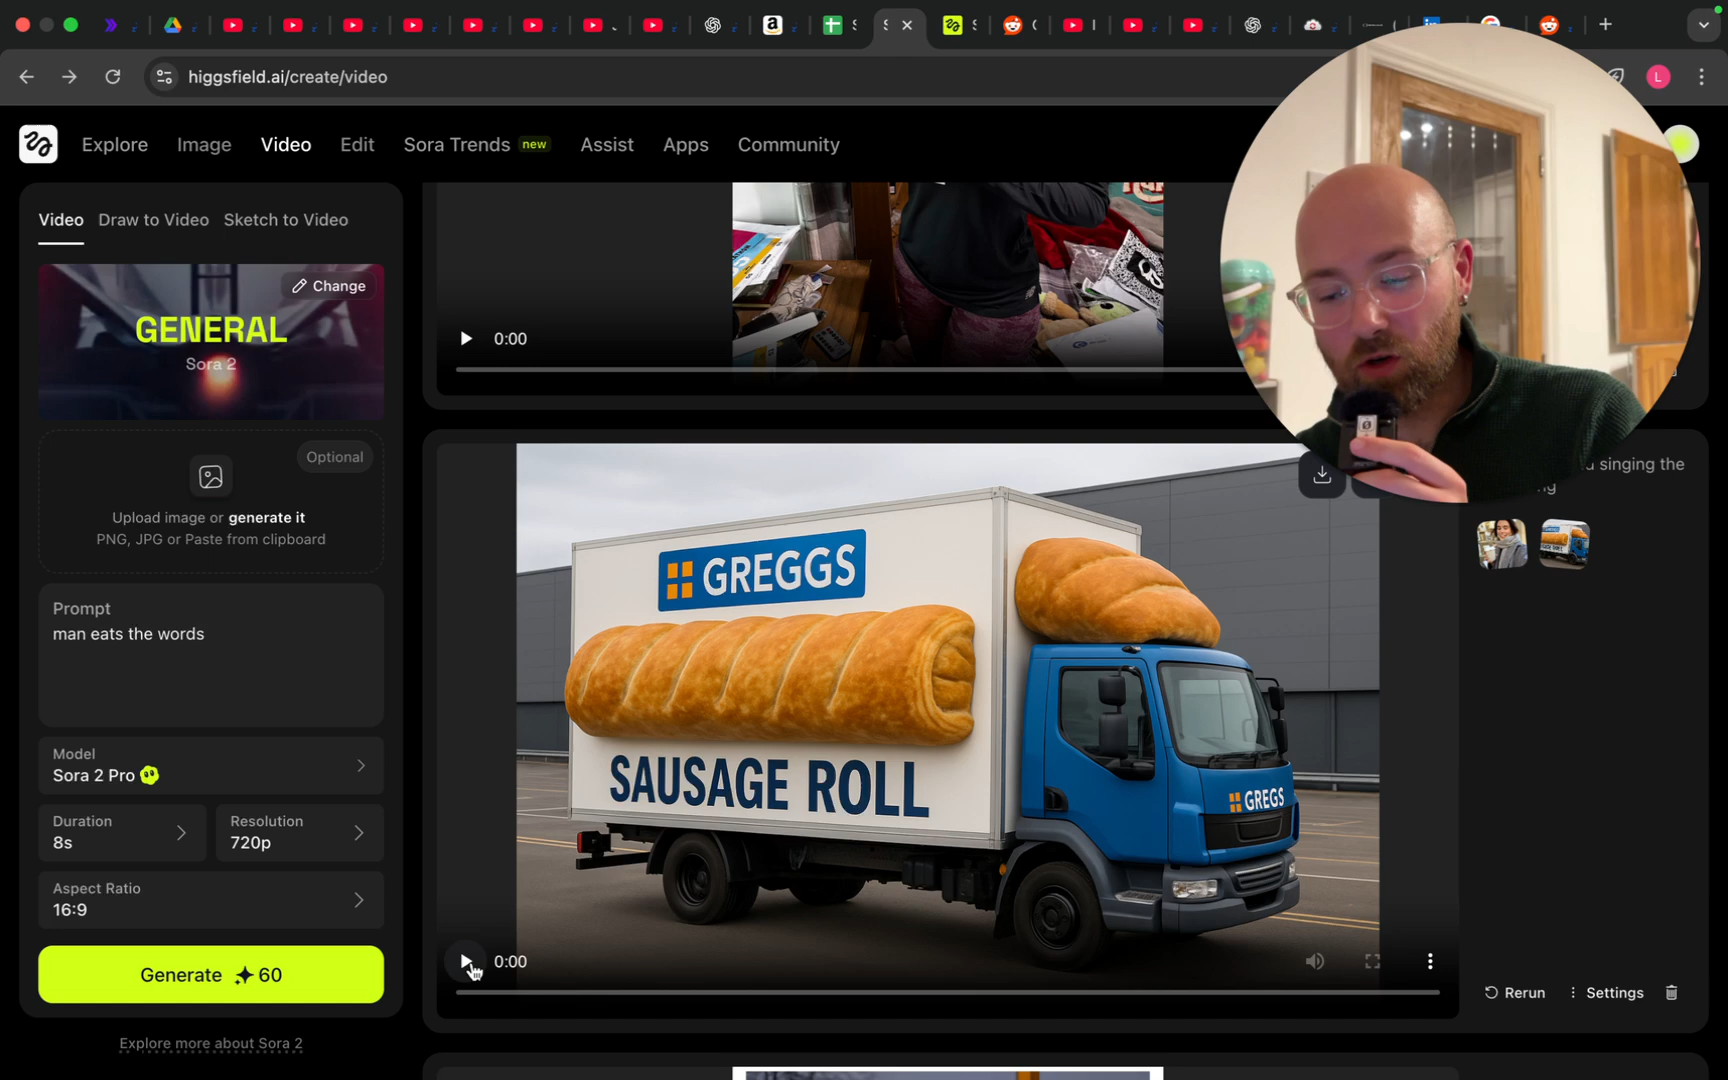 higgsfield.ai/create/video
L
Explore
Image
Video
Edit
Sora Trends new
Assist
Apps
Community
Video
Draw to Video
Sketch to Video
Change
GENERAL
Sora 2
Optional
Upload image or generate it
PNG, JPG or Paste from clipboard
Prompt
man eats the words
Model
Sora 2 Pro
Duration
8s
Resolution
720p
Aspect Ratio
16:9
Generate 60
Explore more about Sora 2
0:00
singing the
GREGGS
SAUSAGE ROLL
GREGS
0:00
Rerun
Settings